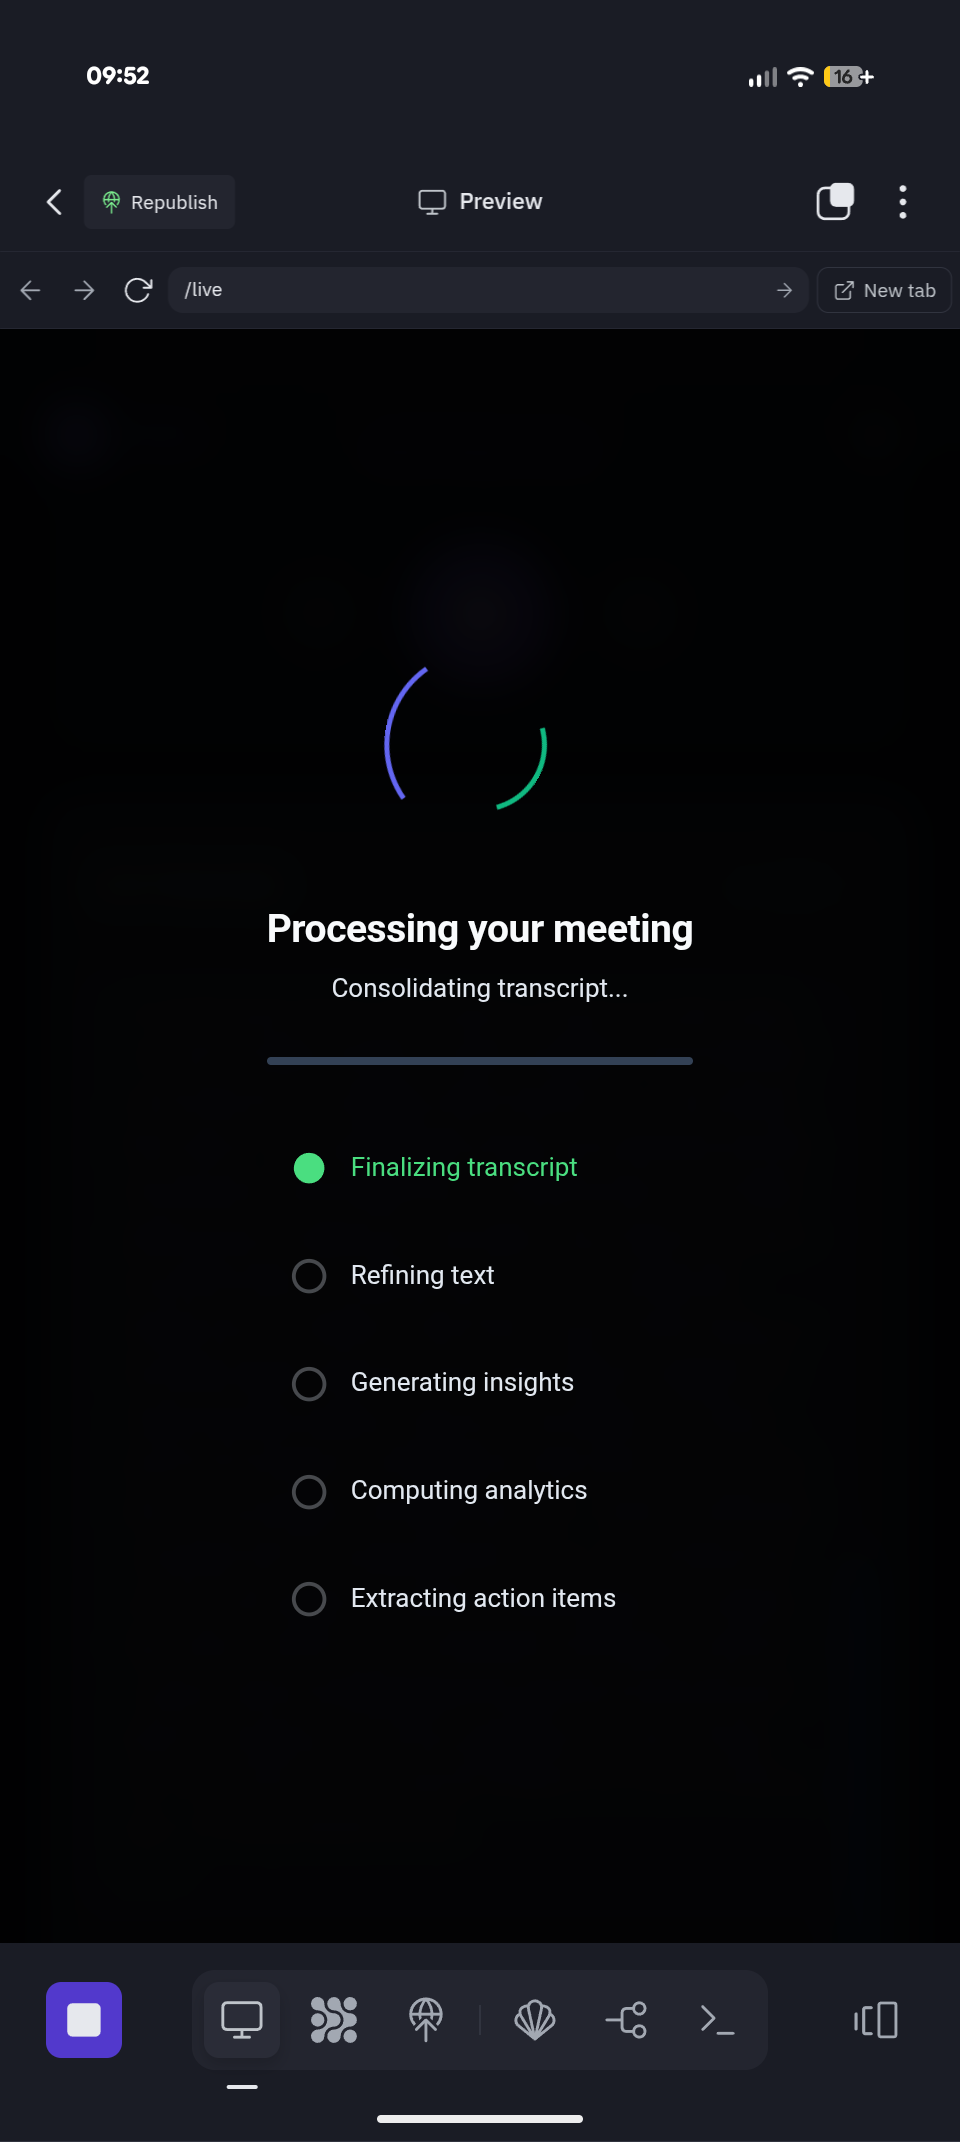 09:52
16+
Republish
Preview
/live
New tab
Processing your meeting
Consolidating transcript...
Finalizing transcript
Refining text
Generating insights
Computing analytics
Extracting action items